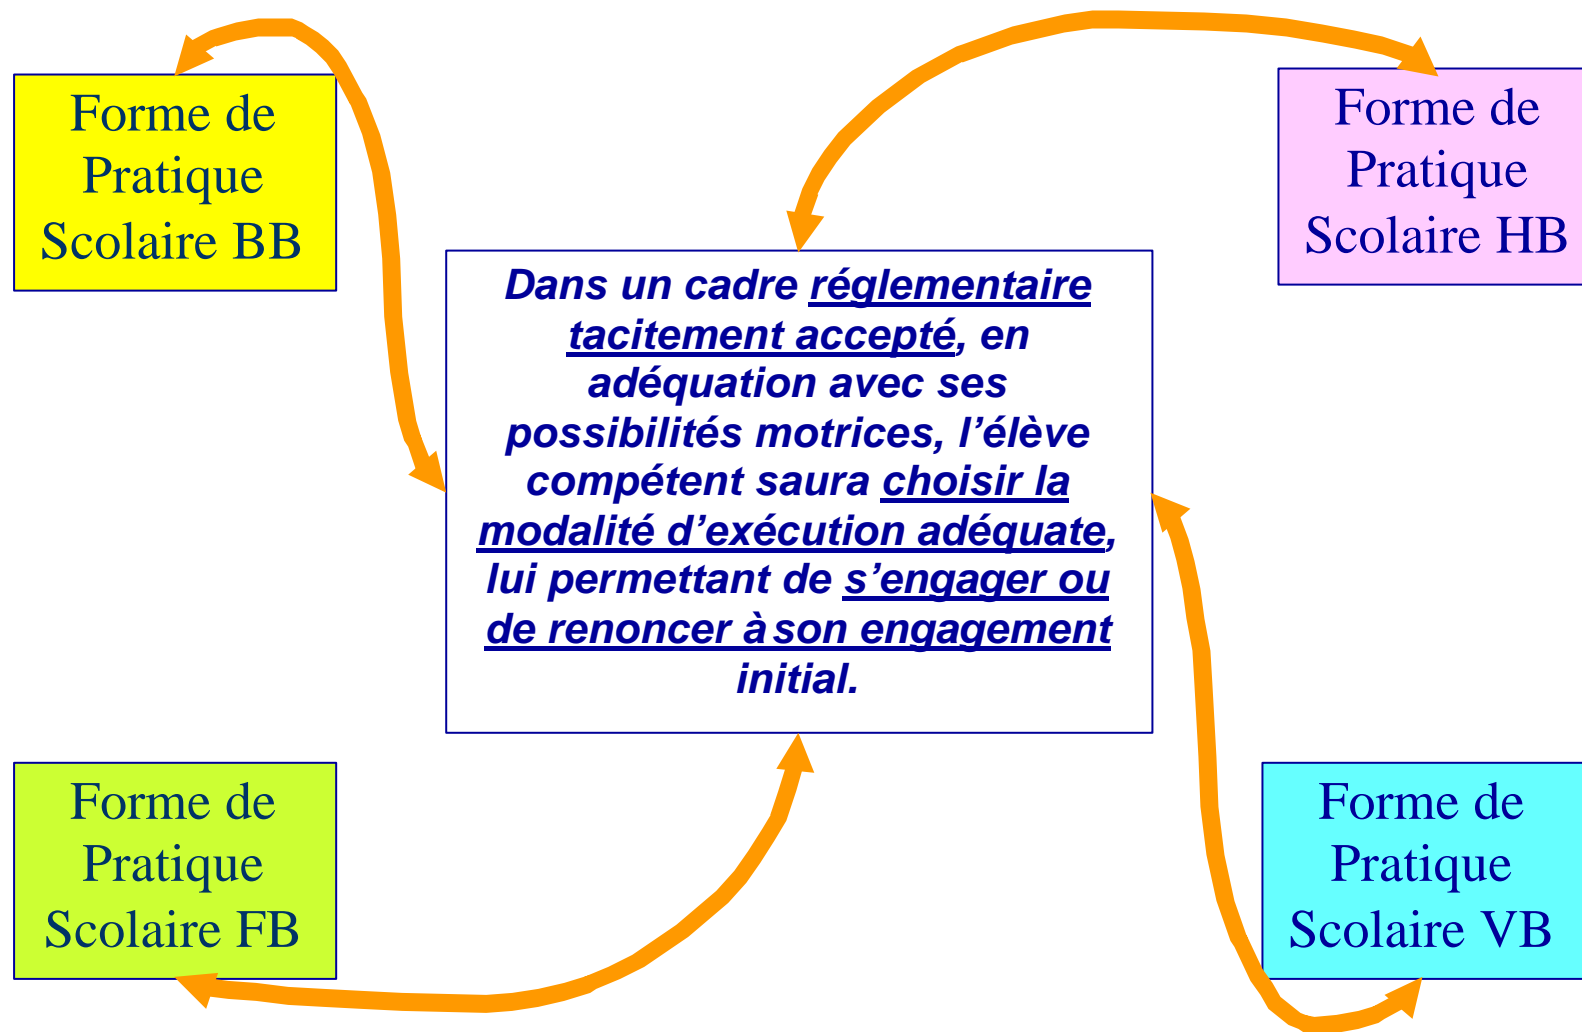 Forme de
Pratique
Scolaire BB
Forme de
Pratique
Scolaire HB
Dans un cadre réglementaire
tacitement accepté, en
adéquation avec ses
possibilités motrices, l’élève
compétent saura choisir la
modalité d’exécution adéquate,
lui permettant de s’engager ou
de renoncer à son engagement
initial.
Forme de
Pratique
Scolaire FB
Forme de
Pratique
Scolaire VB